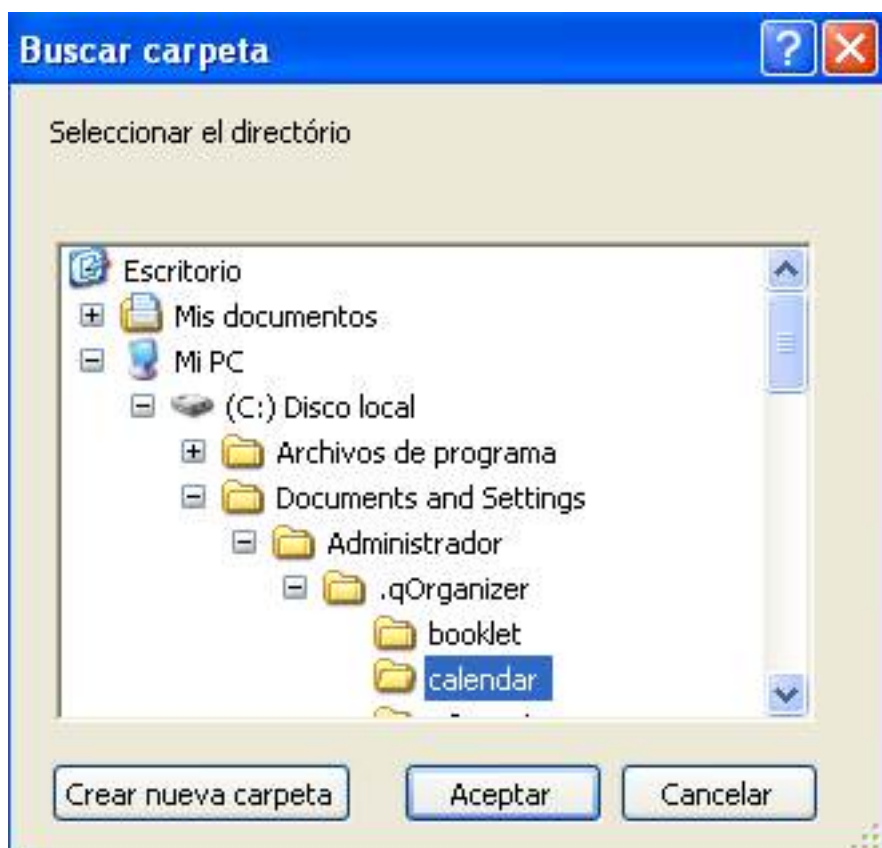 Buscar carpeta
Seleccionar el directório
Escritorio
Mis documentos
Mi PC
(C:) Disco local
Archivos de programa
Documents and Settings
Administrador
.qOrganizer
booklet
calendar
Crear nueva carpeta Aceptar Cancelar